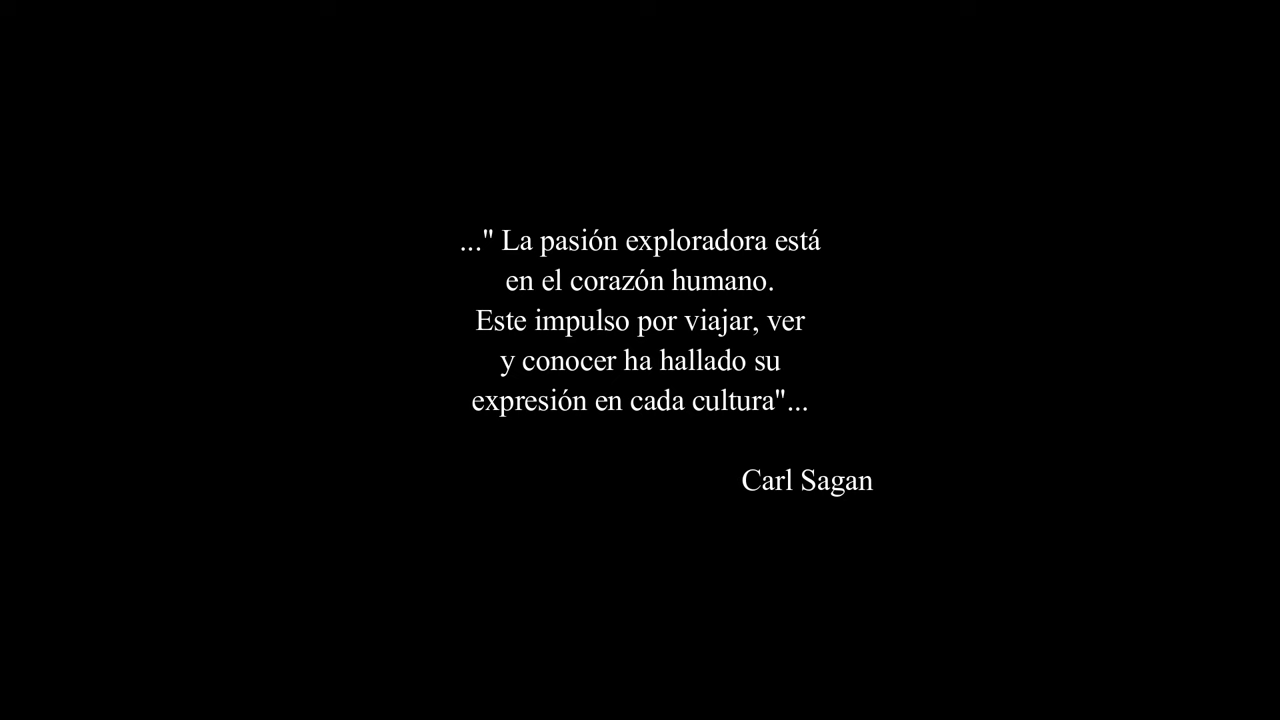 ..." La pasión exploradora está
en el corazón humano.
Este impulso por viajar, ver
y conocer ha hallado su
expresión en cada cultura"...
Carl Sagan